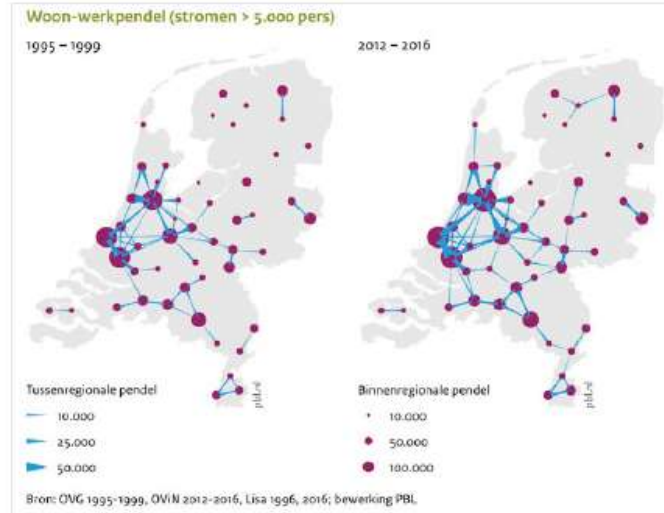 Woon-werkpendel (stromen > 5.000 pers)
1995 – 1999
2012 – 2016
Tussenregionale pendel
10.000
25.000
50.000
pbl.nl
Binnenregionale pendel
10.000
50.000
100.000
pbl.nl
Bron: OVG 1995-1999, OViN 2012-2016, Lisa 1996, 2016; bewerking PBL